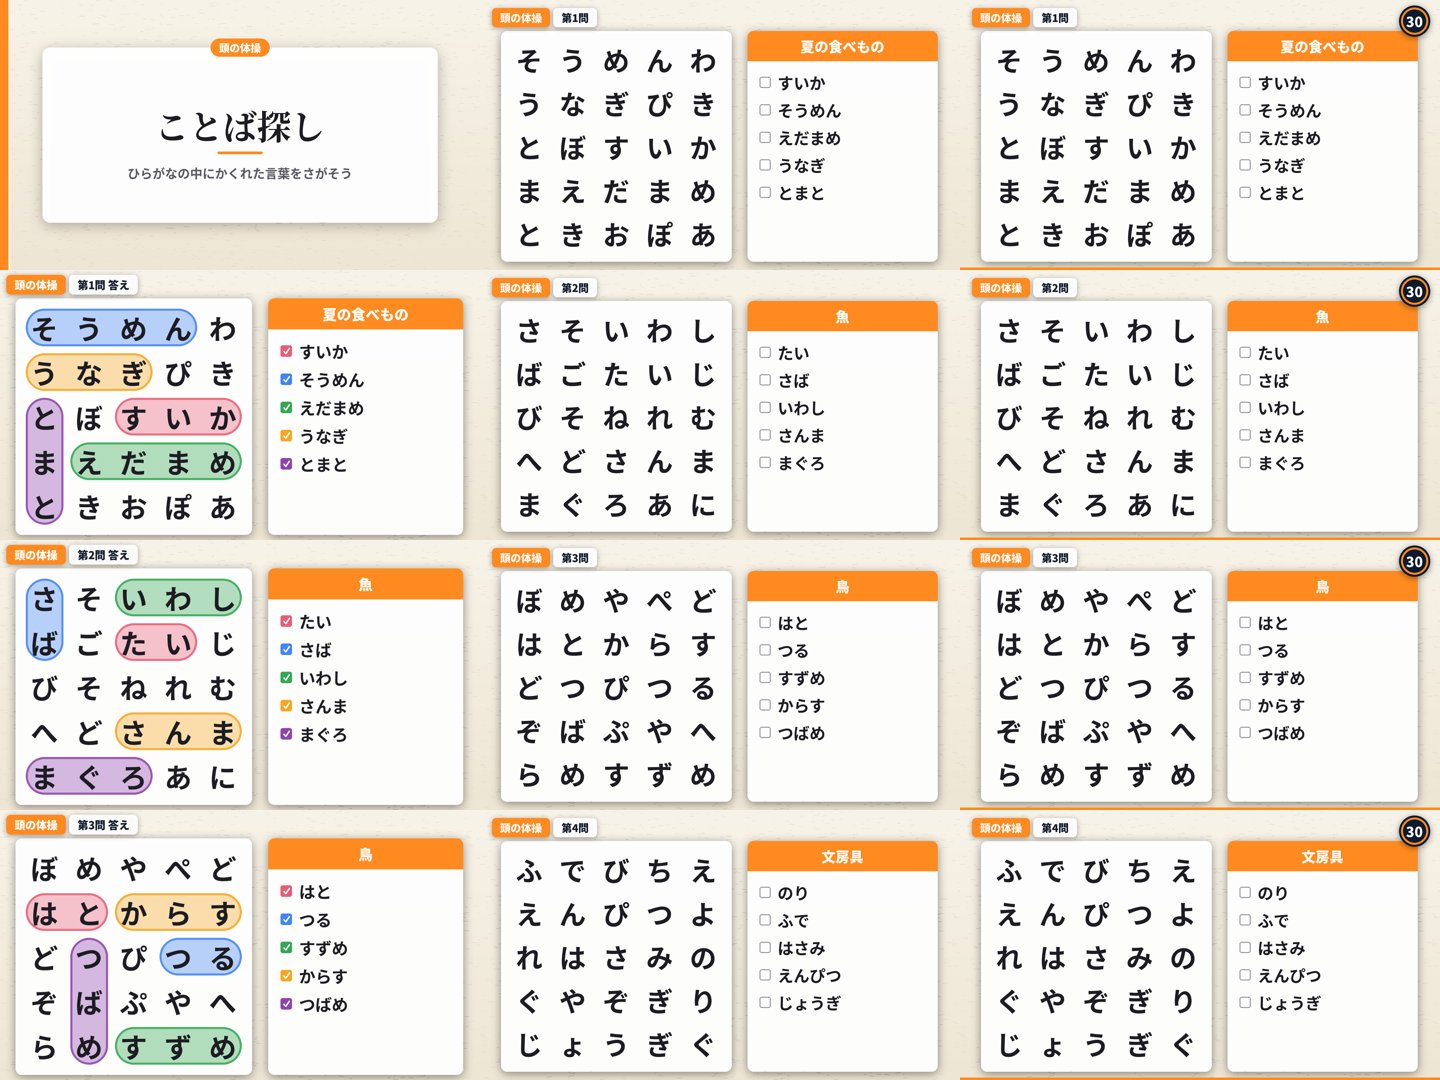 頭の体操
ことば探し
ひらがなの中にかくれた言葉をさがそう
頭の体操 第1問
そ う め ん わ
う な ぎ ぴ き
と ぼ す い か
ま え だ ま め
と き お ぽ あ
夏の食べもの
すいか
そうめん
えだまめ
うなぎ
とまと
頭の体操 第1問
30
そ う め ん わ
う な ぎ ぴ き
と ぼ す い か
ま え だ ま め
と き お ぽ あ
夏の食べもの
すいか
そうめん
えだまめ
うなぎ
とまと
頭の体操 第1問 答え
そ う め ん わ
う な ぎ ぴ き
と ぼ す い か
ま え だ ま め
と き お ぽ あ
夏の食べもの
すいか
そうめん
えだまめ
うなぎ
とまと
頭の体操 第2問
さ そ い わ し
ば ご た い じ
び そ ね れ む
へ ど さ ん ま
ま ぐ ろ あ に
魚
たい
さば
いわし
さんま
まぐろ
頭の体操 第2問
30
さ そ い わ し
ば ご た い じ
び そ ね れ む
へ ど さ ん ま
ま ぐ ろ あ に
魚
たい
さば
いわし
さんま
まぐろ
頭の体操 第2問 答え
さ そ い わ し
ば ご た い じ
び そ ね れ む
へ ど さ ん ま
ま ぐ ろ あ に
魚
たい
さば
いわし
さんま
まぐろ
頭の体操 第3問
ぼ め や ぺ ど
は と か ら す
ど つ ぴ つ る
ぞ ば ぷ や へ
ら め す ず め
鳥
はと
つる
すずめ
からす
つばめ
頭の体操 第3問
30
ぼ め や ぺ ど
は と か ら す
ど つ ぴ つ る
ぞ ば ぷ や へ
ら め す ず め
鳥
はと
つる
すずめ
からす
つばめ
頭の体操 第3問 答え
ぼ め や ぺ ど
は と か ら す
ど つ ぴ つ る
ぞ ば ぷ や へ
ら め す ず め
鳥
はと
つる
すずめ
からす
つばめ
頭の体操 第4問
ふ で び ち え
え ん ぴ つ よ
れ は さ み の
ぐ や ぞ ぎ り
じ ょ う ぎ ぐ
文房具
のり
ふで
はさみ
えんぴつ
じょうぎ
頭の体操 第4問
30
ふ で び ち え
え ん ぴ つ よ
れ は さ み の
ぐ や ぞ ぎ り
じ ょ う ぎ ぐ
文房具
のり
ふで
はさみ
えんぴつ
じょうぎ